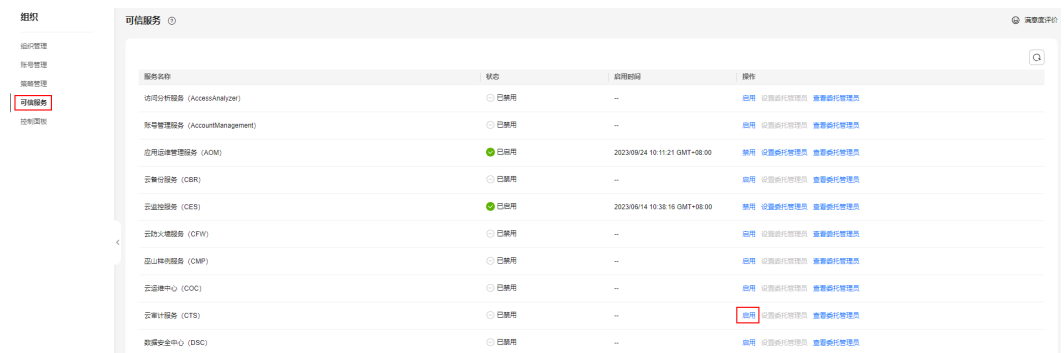 组织
可信服务
满意度评价
组织管理
账号管理
策略管理
可信服务
控制面板
服务名称 状态 启用时间 操作
访问分析服务 (AccessAnalyzer) 已禁用 -- 启用 设置委托管理员 查看委托管理员
账号管理服务 (AccountManagement) 已禁用 -- 启用 设置委托管理员 查看委托管理员
应用运维管理服务 (AOM) 已启用 2023/09/24 10:11:21 GMT+08:00 禁用 设置委托管理员 查看委托管理员
云备份服务 (CBR) 已禁用 -- 启用 设置委托管理员 查看委托管理员
云监控服务 (CES) 已启用 2023/06/14 10:38:16 GMT+08:00 禁用 设置委托管理员 查看委托管理员
云防火墙服务 (CFW) 已禁用 -- 启用 设置委托管理员 查看委托管理员
巫山样例服务 (CMP) 已禁用 -- 启用 设置委托管理员 查看委托管理员
云运维中心 (COC) 已禁用 -- 启用 设置委托管理员 查看委托管理员
云审计服务 (CTS) 已禁用 -- 启用 设置委托管理员 查看委托管理员
数据安全中心 (DSC) 已禁用 -- 启用 设置委托管理员 查看委托管理员